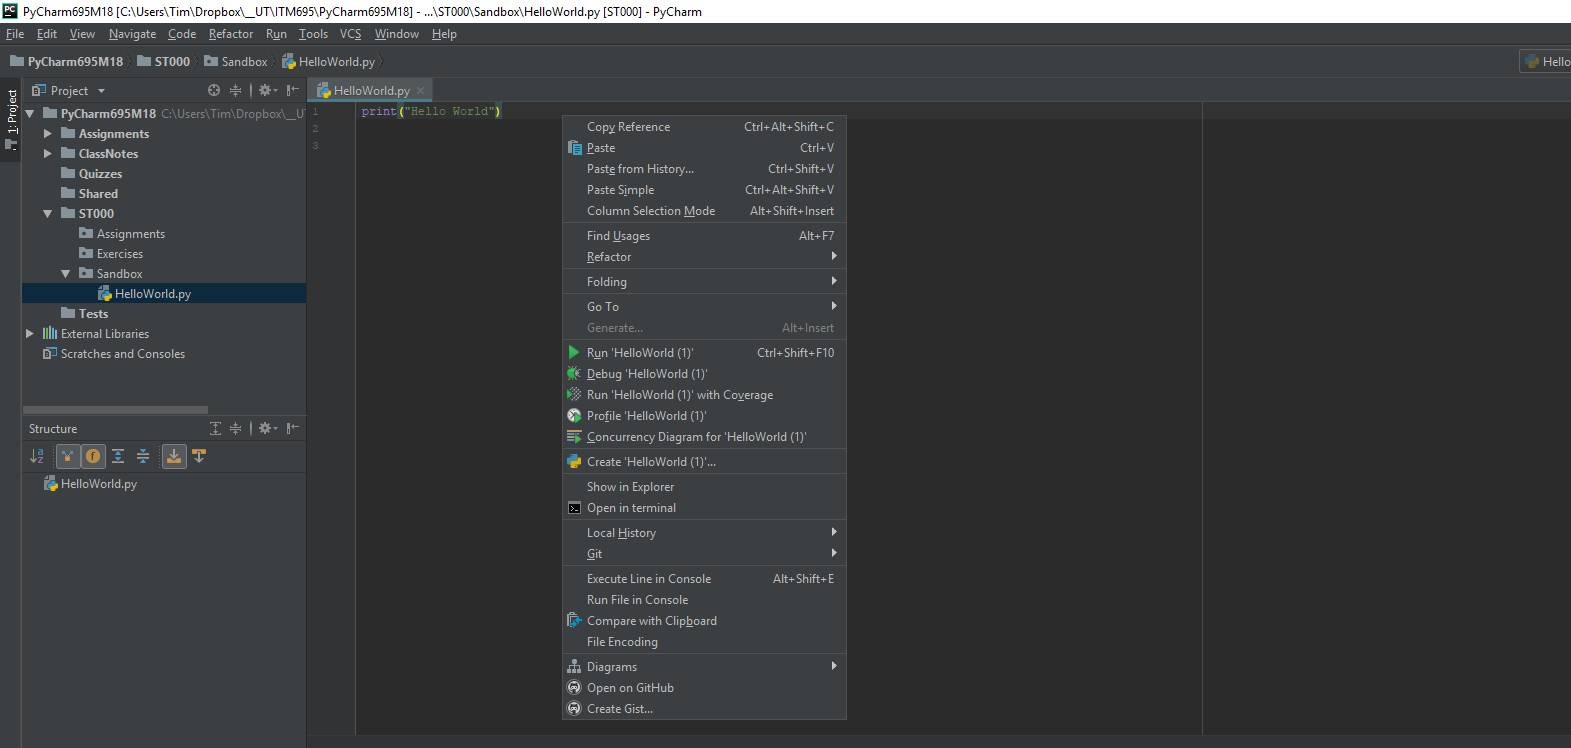 PyCharm695M18 [C:\Users\Tim\Dropbox\__UT\ITM695\PyCharm695M18] - ...\ST000\Sandbox\HelloWorld.py [ST000] - PyCharm
File Edit View Navigate Code Refactor Run Tools VCS Window Help
PyCharm695M18 ST000 Sandbox HelloWorld.py Hello
1: Project
Project
HelloWorld.py
PyCharm695M18 C:\Users\Tim\Dropbox\__U
Assignments
ClassNotes
Quizzes
Shared
ST000
Assignments
Exercises
Sandbox
HelloWorld.py
Tests
External Libraries
Scratches and Consoles
Structure
HelloWorld.py
1 print("Hello World")
2
3
Copy Reference Ctrl+Alt+Shift+C
Paste Ctrl+V
Paste from History... Ctrl+Shift+V
Paste Simple Ctrl+Alt+Shift+V
Column Selection Mode Alt+Shift+Insert
Find Usages Alt+F7
Refactor
Folding
Go To
Generate... Alt+Insert
Run 'HelloWorld (1)' Ctrl+Shift+F10
Debug 'HelloWorld (1)'
Run 'HelloWorld (1)' with Coverage
Profile 'HelloWorld (1)'
Concurrency Diagram for 'HelloWorld (1)'
Create 'HelloWorld (1)'...
Show in Explorer
Open in terminal
Local History
Git
Execute Line in Console Alt+Shift+E
Run File in Console
Compare with Clipboard
File Encoding
Diagrams
Open on GitHub
Create Gist...